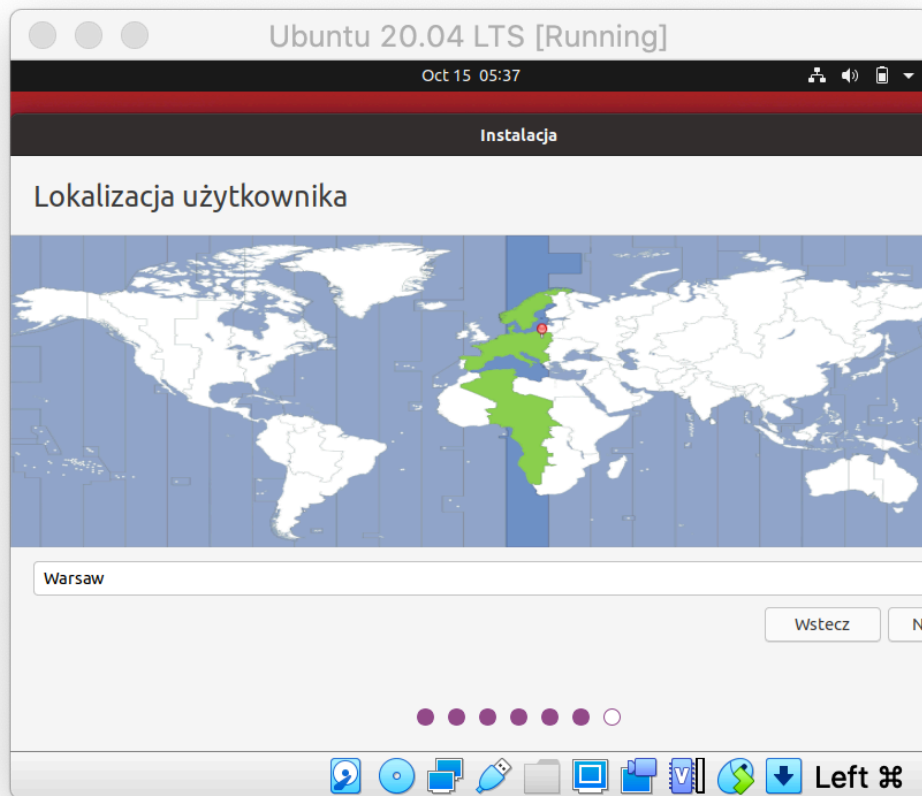 Ubuntu 20.04 LTS [Running]
Oct 15 05:37
Instalacja
Lokalizacja użytkownika
Warsaw
Wstecz
N
V
Left ⌘